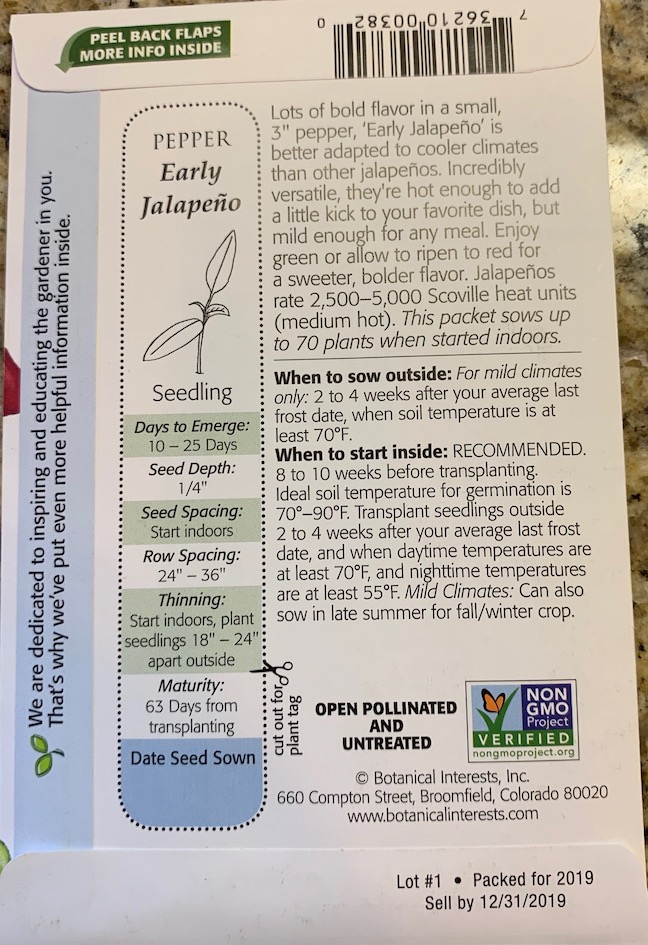 PEEL BACK FLAPS
MORE INFO INSIDE
7 36210 00382 0
We are dedicated to inspiring and educating the gardener in you.
That's why we've put even more helpful information inside.
PEPPER
Early
Jalapeño
Seedling
Days to Emerge:
10 – 25 Days
Seed Depth:
1/4"
Seed Spacing:
Start indoors
Row Spacing:
24" – 36"
Thinning:
Start indoors, plant
seedlings 18" – 24"
apart outside
Maturity:
63 Days from
transplanting
Date Seed Sown
cut out for
plant tag
Lots of bold flavor in a small,
3" pepper, 'Early Jalapeño' is
better adapted to cooler climates
than other jalapeños. Incredibly
versatile, they're hot enough to add
a little kick to your favorite dish, but
mild enough for any meal. Enjoy
green or allow to ripen to red for
a sweeter, bolder flavor. Jalapeños
rate 2,500–5,000 Scoville heat units
(medium hot). This packet sows up
to 70 plants when started indoors.
When to sow outside: For mild climates
only: 2 to 4 weeks after your average last
frost date, when soil temperature is at
least 70°F.
When to start inside: RECOMMENDED.
8 to 10 weeks before transplanting.
Ideal soil temperature for germination is
70°–90°F. Transplant seedlings outside
2 to 4 weeks after your average last frost
date, and when daytime temperatures are
at least 70°F, and nighttime temperatures
are at least 55°F. Mild Climates: Can also
sow in late summer for fall/winter crop.
OPEN POLLINATED
AND
UNTREATED
NON
GMO
Project
VERIFIED
nongmoproject.org
© Botanical Interests, Inc.
660 Compton Street, Broomfield, Colorado 80020
www.botanicalinterests.com
Lot #1 • Packed for 2019
Sell by 12/31/2019